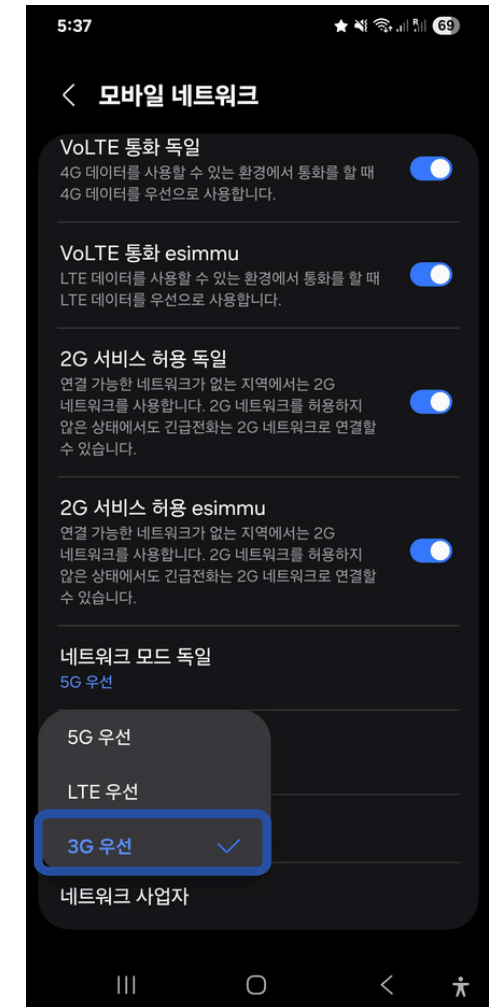 5:37
R
69
모바일 네트워크
VoLTE 통화 독일
4G 데이터를 사용할 수 있는 환경에서 통화를 할 때
4G 데이터를 우선으로 사용합니다.
VoLTE 통화 esimmu
LTE 데이터를 사용할 수 있는 환경에서 통화를 할 때
LTE 데이터를 우선으로 사용합니다.
2G 서비스 허용 독일
연결 가능한 네트워크가 없는 지역에서는 2G
네트워크를 사용합니다. 2G 네트워크를 허용하지
않은 상태에서도 긴급전화는 2G 네트워크로 연결할
수 있습니다.
2G 서비스 허용 esimmu
연결 가능한 네트워크가 없는 지역에서는 2G
네트워크를 사용합니다. 2G 네트워크를 허용하지
않은 상태에서도 긴급전화는 2G 네트워크로 연결할
수 있습니다.
네트워크 모드 독일
5G 우선
5G 우선
LTE 우선
3G 우선
네트워크 사업자